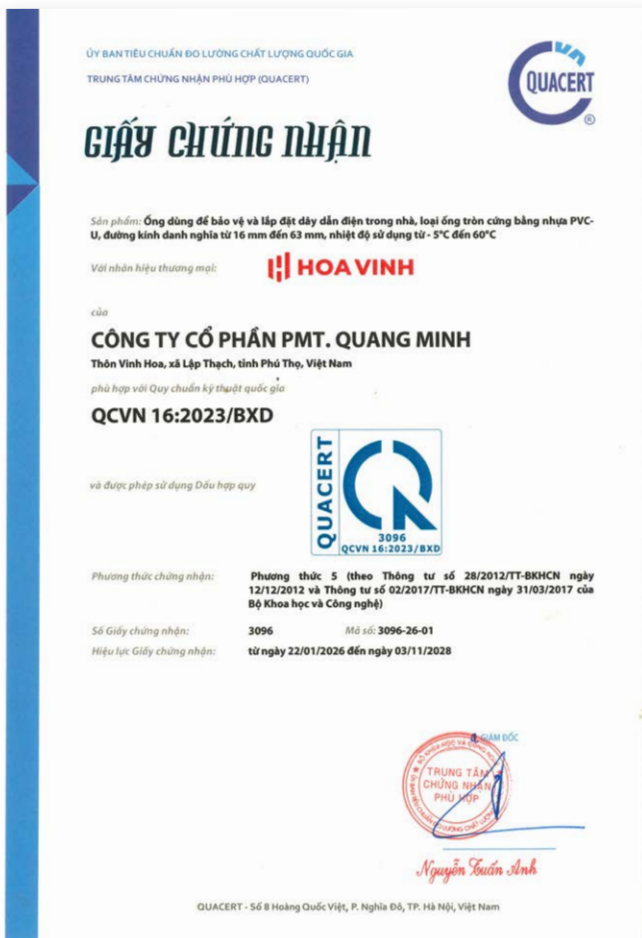 ỦY BAN TIÊU CHUẨN ĐO LƯỜNG CHẤT LƯỢNG QUỐC GIA
TRUNG TÂM CHỨNG NHẬN PHÙ HỢP (QUACERT)
QUACERT
®
GIẤY CHỨNG NHẬN
Sản phẩm: Ống dùng để bảo vệ và lắp đặt dây dẫn điện trong nhà, loại ống tròn cứng bằng nhựa PVC-
U, đường kính danh nghĩa từ 16 mm đến 63 mm, nhiệt độ sử dụng từ - 5°C đến 60°C
Với nhãn hiệu thương mại: HOA VINH
của
CÔNG TY CỔ PHẦN PMT. QUANG MINH
Thôn Vinh Hoa, xã Lập Thạch, tỉnh Phú Thọ, Việt Nam
phù hợp với Quy chuẩn kỹ thuật quốc gia
QCVN 16:2023/BXD
và được phép sử dụng Dấu hợp quy
QUACERT
3096
QCVN 16:2023/BXD
Phương thức chứng nhận: Phương thức 5 (theo Thông tư số 28/2012/TT-BKHCN ngày
12/12/2012 và Thông tư số 02/2017/TT-BKHCN ngày 31/03/2017 của
Bộ Khoa học và Công nghệ)
Số Giấy chứng nhận: 3096 Mã số: 3096-26-01
Hiệu lực Giấy chứng nhận: từ ngày 22/01/2026 đến ngày 03/11/2028
GIÁM ĐỐC
TRUNG TÂM
CHỨNG NHẬN
PHÙ HỢP
Nguyễn Tuấn Anh
QUACERT - Số 8 Hoàng Quốc Việt, P. Nghĩa Đô, TP. Hà Nội, Việt Nam